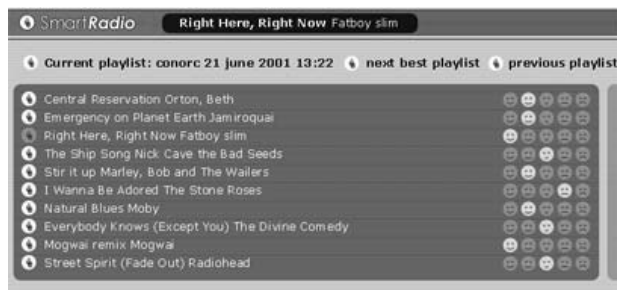 SmartRadio Right Here, Right Now Fatboy slim
Current playlist: conorc 21 june 2001 13:22 next best playlist previous playlist
Central Reservation Orton, Beth
Emergency on Planet Earth Jamiroquai
Right Here, Right Now Fatboy slim
The Ship Song Nick Cave the Bad Seeds
Stir it up Marley, Bob and The Wailers
I Wanna Be Adored The Stone Roses
Natural Blues Moby
Everybody Knows (Except You) The Divine Comedy
Mogwai remix Mogwai
Street Spirit (Fade Out) Radiohead